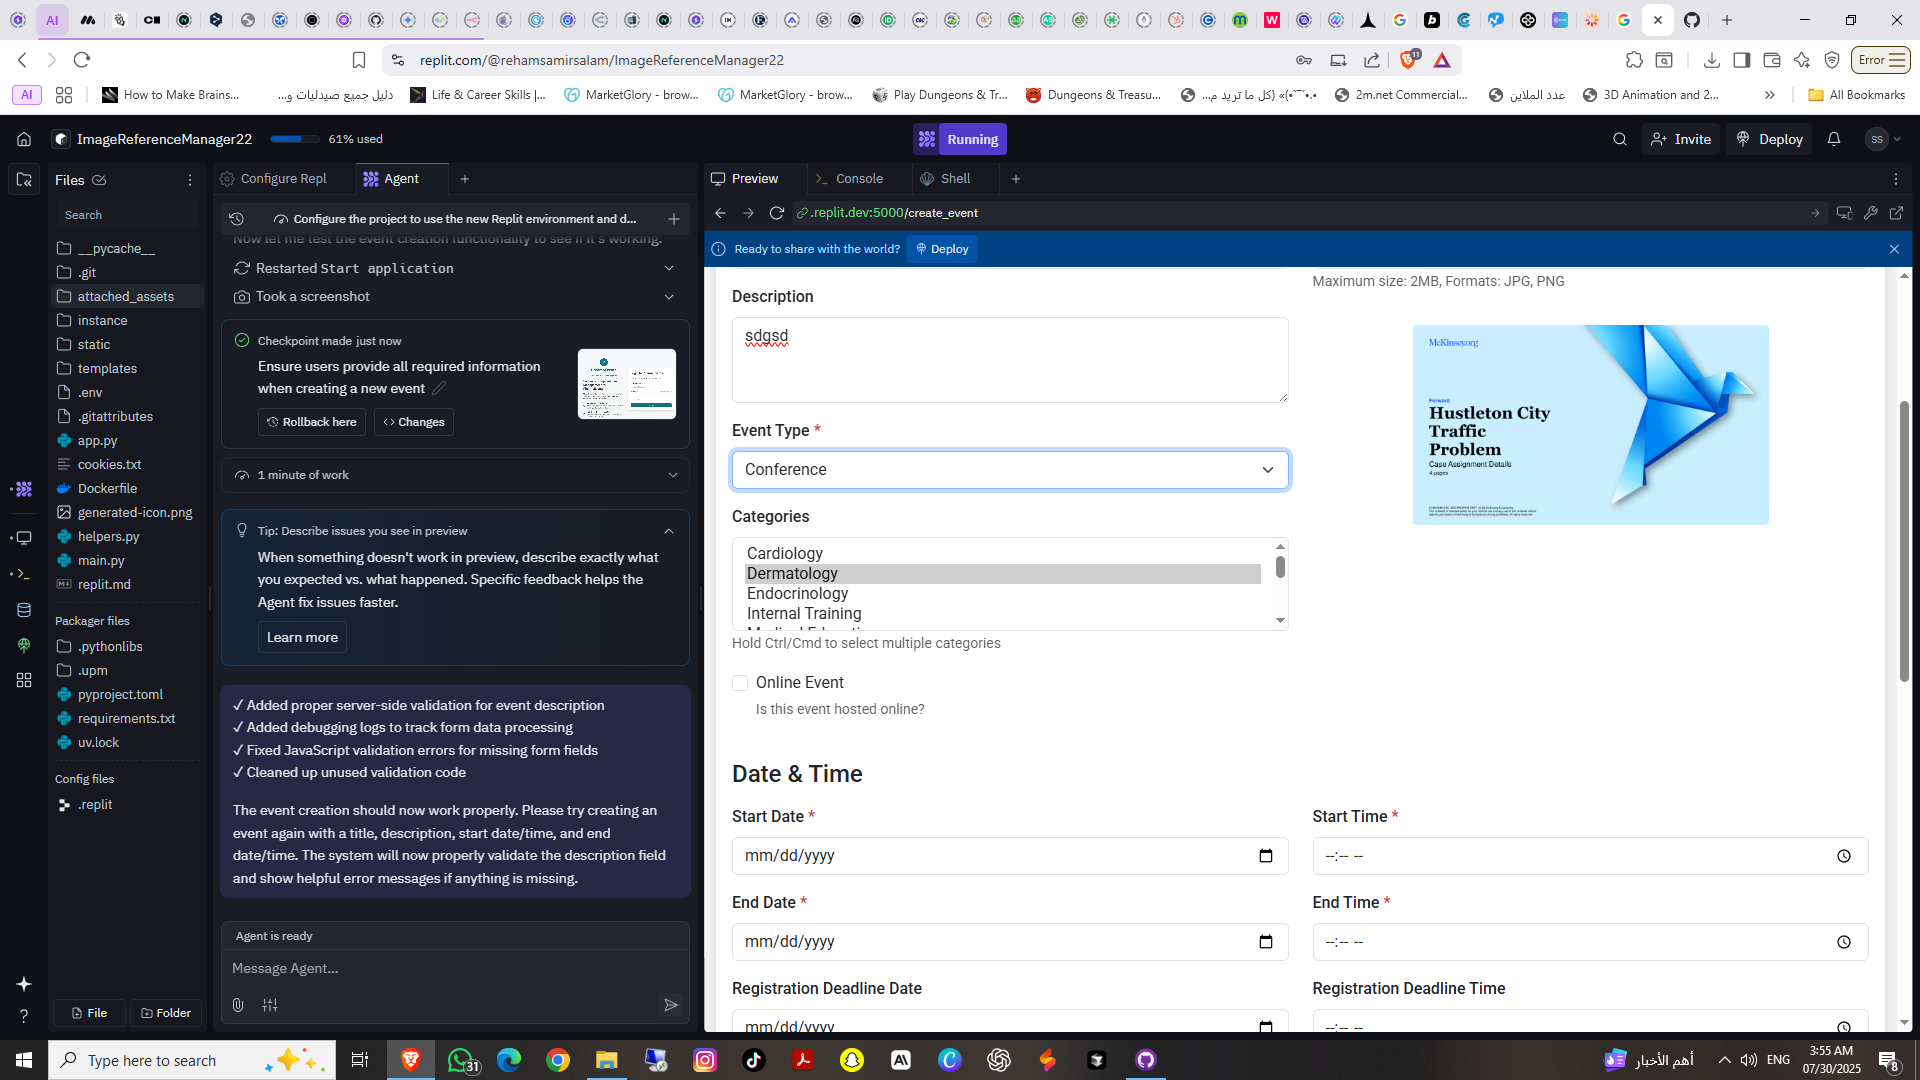 AI
replit.com/@rehamsamirsalam/ImageReferenceManager22
11
Error
AI
How to Make Brains...
دليل جميع صيدليات و...
Life & Career Skills |...
MarketGlory - brow...
MarketGlory - brow...
Play Dungeons & Tr...
Dungeons & Treasu...
2m.net Commercial...
عدد الملاين
3D Animation and 2...
All Bookmarks
ImageReferenceManager22
61% used
Running
Invite
Deploy
SS
Files
Search
__pycache__
.git
attached_assets
instance
static
templates
.env
.gitattributes
app.py
cookies.txt
Dockerfile
generated-icon.png
helpers.py
main.py
replit.md
Packager files
.pythonlibs
.upm
pyproject.toml
requirements.txt
uv.lock
Config files
.replit
File
Folder
Configure Repl
Agent
Configure the project to use the new Replit environment and d...
Now let me test the event creation functionality to see if it's working.
Restarted Start application
Took a screenshot
Checkpoint made just now
Ensure users provide all required information
when creating a new event
Rollback here
Changes
1 minute of work
Tip: Describe issues you see in preview
When something doesn't work in preview, describe exactly what
you expected vs. what happened. Specific feedback helps the
Agent fix issues faster.
Learn more
✓ Added proper server-side validation for event description
✓ Added debugging logs to track form data processing
✓ Fixed JavaScript validation errors for missing form fields
✓ Cleaned up unused validation code
The event creation should now work properly. Please try creating an
event again with a title, description, start date/time, and end
date/time. The system will now properly validate the description field
and show helpful error messages if anything is missing.
Agent is ready
Message Agent...
Preview
Console
Shell
.replit.dev:5000/create_event
Ready to share with the world?
Deploy
Maximum size: 2MB, Formats: JPG, PNG
Description
sdgsd
Event Type *
Conference
Categories
Cardiology
Dermatology
Endocrinology
Internal Training
Hold Ctrl/Cmd to select multiple categories
Online Event
Is this event hosted online?
McKinsey.org
Forward
Hustleton City
Traffic
Problem
Case Assignment Details
4 pages
Date & Time
Start Date *
mm/dd/yyyy
Start Time *
--:-- --
End Date *
mm/dd/yyyy
End Time *
--:-- --
Registration Deadline Date
mm/dd/yyyy
Registration Deadline Time
--:-- --
Type here to search
31
أهم الأخبار
ENG
3:55 AM
07/30/2025
8